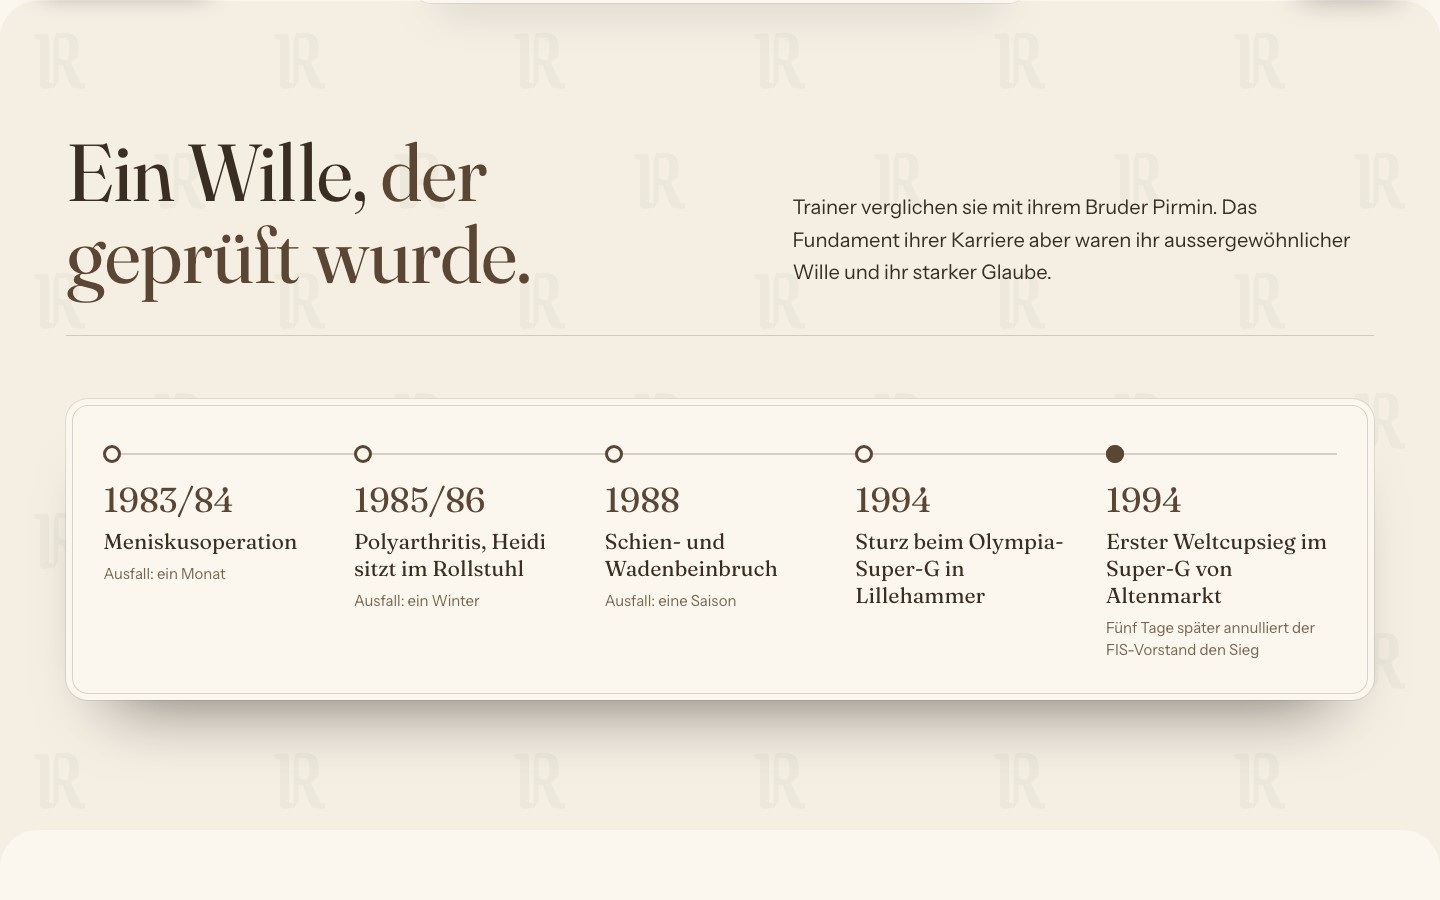 Ein Wille, der
geprüft wurde.
Trainer verglichen sie mit ihrem Bruder Pirmin. Das
Fundament ihrer Karriere aber waren ihr aussergewöhnlicher
Wille und ihr starker Glaube.
1983/84
Meniskusoperation
Ausfall: ein Monat
1985/86
Polyarthritis, Heidi
sitzt im Rollstuhl
Ausfall: ein Winter
1988
Schien- und
Wadenbeinbruch
Ausfall: eine Saison
1994
Sturz beim Olympia-
Super-G in
Lillehammer
1994
Erster Weltcupsieg im
Super-G von
Altenmarkt
Fünf Tage später annulliert der
FIS-Vorstand den Sieg